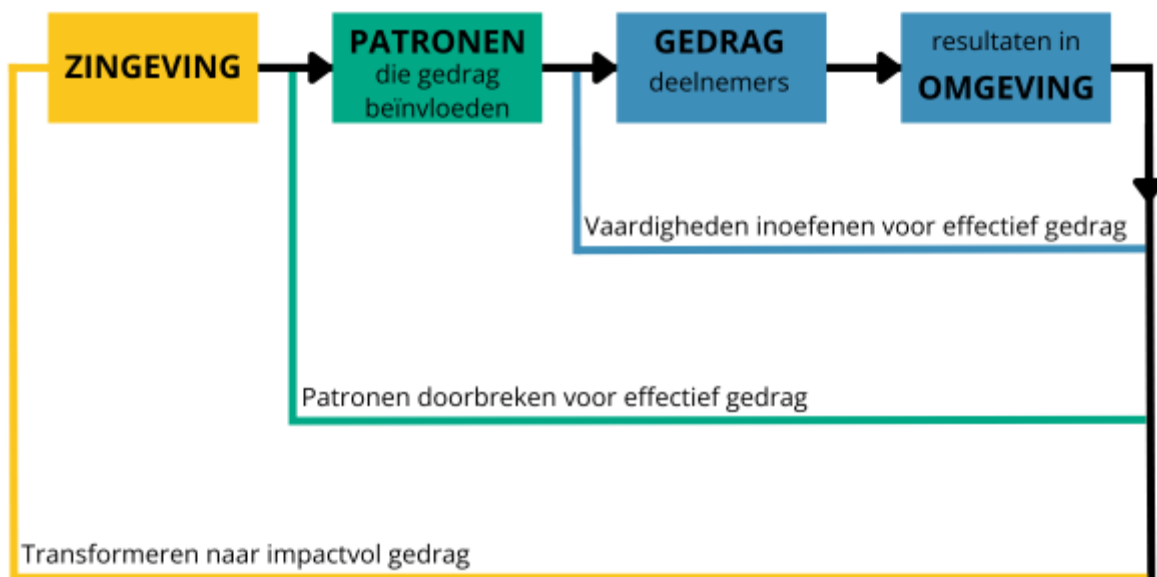 ZINGEVING
PATRONEN
die gedrag
beïnvloeden
GEDRAG
deelnemers
resultaten in
OMGEVING
Vaardigheden inoefenen voor effectief gedrag
Patronen doorbreken voor effectief gedrag
Transformeren naar impactvol gedrag